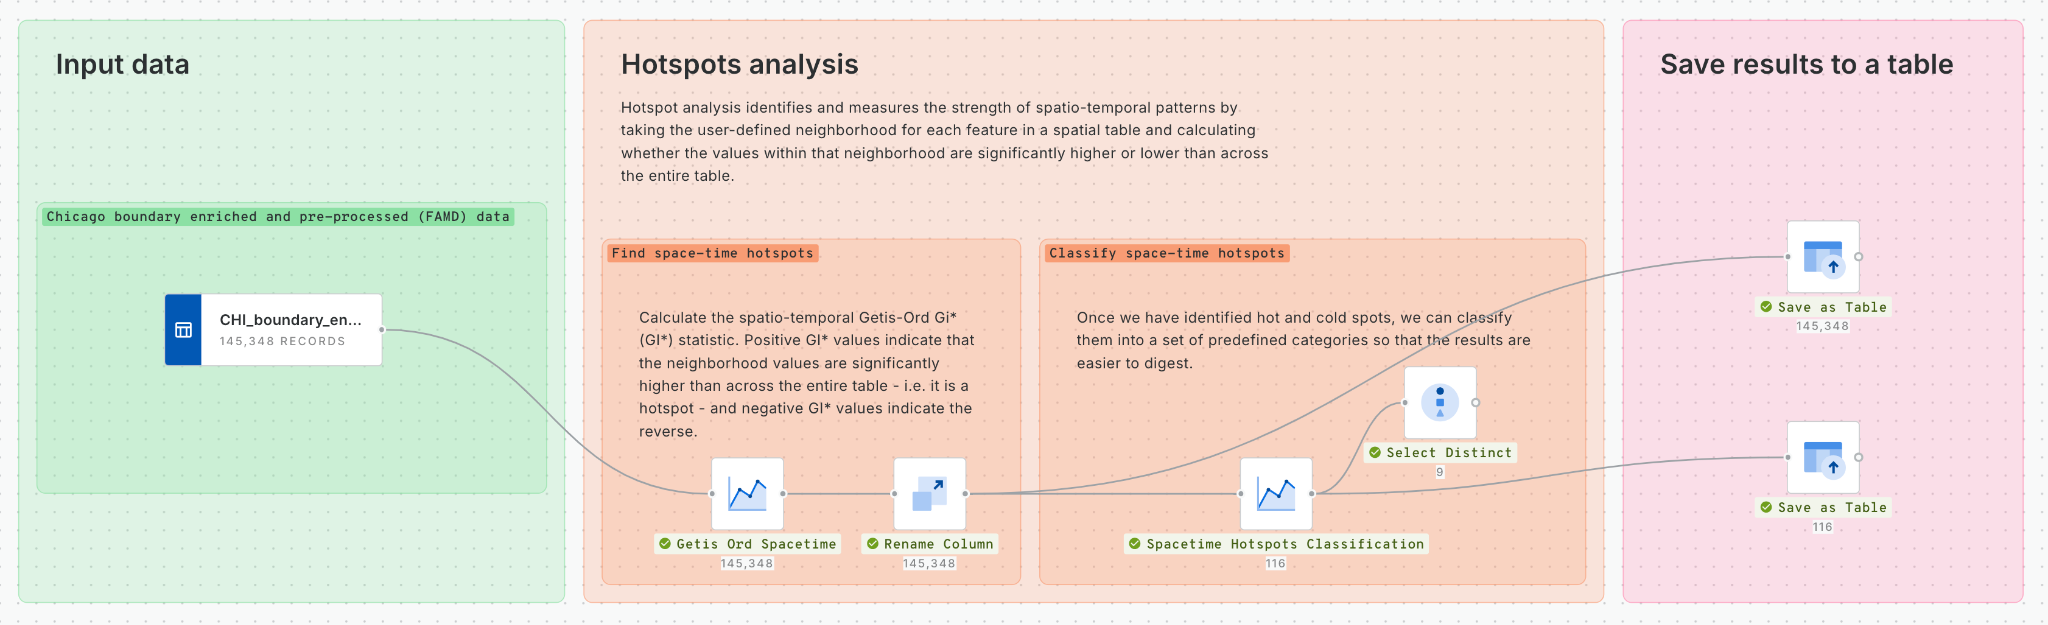 Input data
Chicago boundary enriched and pre-processed (FAMD) data
CHI_boundary_en...
145,348 RECORDS
Hotspots analysis
Hotspot analysis identifies and measures the strength of spatio-temporal patterns by
taking the user-defined neighborhood for each feature in a spatial table and calculating
whether the values within that neighborhood are significantly higher or lower than across
the entire table.
Find space-time hotspots
Calculate the spatio-temporal Getis-Ord Gi*
(GI*) statistic. Positive GI* values indicate that
the neighborhood values are significantly
higher than across the entire table - i.e. it is a
hotspot - and negative GI* values indicate the
reverse.
Getis Ord Spacetime
145,348
Rename Column
145,348
Classify space-time hotspots
Once we have identified hot and cold spots, we can classify
them into a set of predefined categories so that the results are
easier to digest.
Select Distinct
9
Spacetime Hotspots Classification
116
Save results to a table
Save as Table
145,348
Save as Table
116